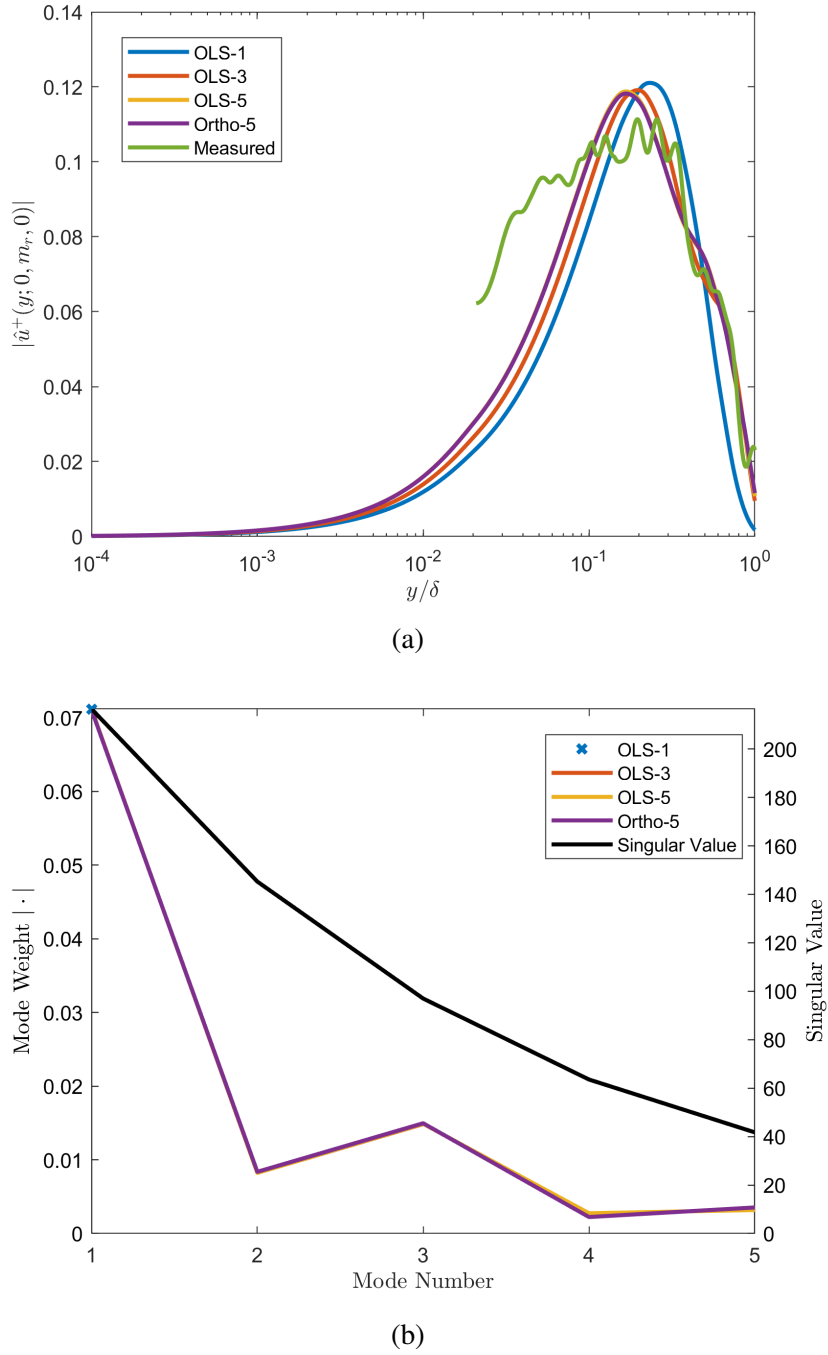 0.14
0.12
0.1
0.08
0.06
0.04
0.02
0
|û⁺(y; 0, mᵣ, 0)|
OLS-1
OLS-3
OLS-5
Ortho-5
Measured
10⁻⁴
10⁻³
10⁻²
10⁻¹
10⁰
y/δ
(a)
0.07
0.06
0.05
0.04
0.03
0.02
0.01
0
Mode Weight | · |
OLS-1
OLS-3
OLS-5
Ortho-5
Singular Value
200
180
160
140
120
100
80
60
40
20
0
Singular Value
1
2
3
4
5
Mode Number
(b)